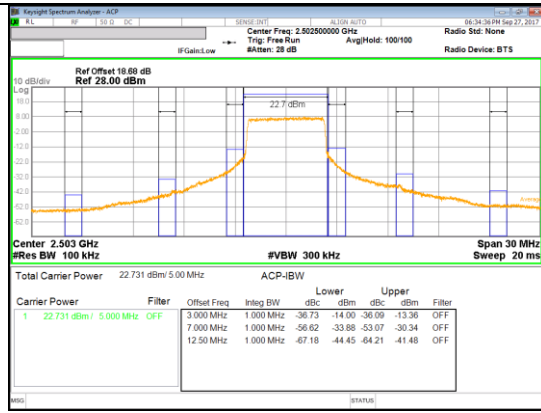 Keysight Spectrum Analyzer - ACP
RL RF 50 Ω DC SENSE:INT ALIGN AUTO 06:34:36 PM Sep 27, 2017
Center Freq: 2.502500000 GHz Radio Std: None
Trig: Free Run Avg|Hold: 100/100
IFGain:Low #Atten: 28 dB Radio Device: BTS
Ref Offset 18.68 dB
10 dB/div Ref 28.00 dBm
Log
18.0
8.00
-2.00
-12.0
-22.0
-32.0
-42.0
-52.0
-62.0
22.7 dBm
Average
Center 2.503 GHz Span 30 MHz
#Res BW 100 kHz #VBW 300 kHz Sweep 20 ms
Total Carrier Power 22.731 dBm/ 5.00 MHz ACP-IBW
Lower Upper
Carrier Power Filter Offset Freq Integ BW dBc dBm dBc dBm Filter
1 22.731 dBm / 5.000 MHz OFF 3.000 MHz 1.000 MHz -36.73 -14.00 -36.09 -13.36 OFF
7.000 MHz 1.000 MHz -56.62 -33.88 -53.07 -30.34 OFF
12.50 MHz 1.000 MHz -67.18 -44.45 -64.21 -41.48 OFF
MSG STATUS